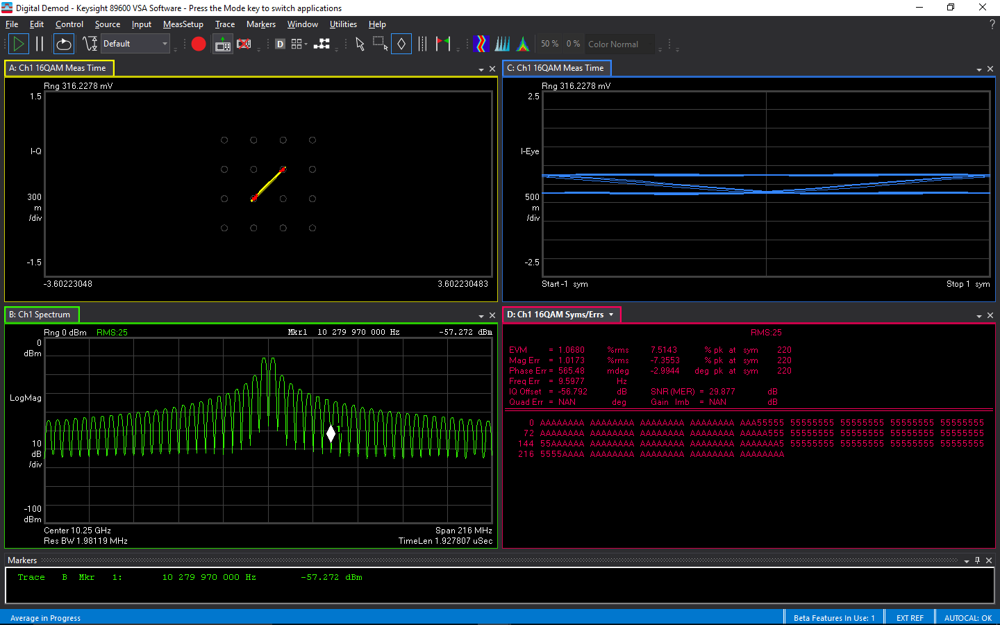 Digital Demod - Keysight 89600 VSA Software - Press the Mode key to switch applications
File Edit Control Source Input MeasSetup Trace Markers Window Utilities Help ?
Default D 50 % 0 % Color Normal
A: Ch1 16QAM Meas Time
Rng 316.2278 mV
1.5
I-Q
300
m
/div
-1.5
-3.60223048 3.602230483
C: Ch1 16QAM Meas Time
Rng 316.2278 mV
2.5
I-Eye
500
m
/div
-2.5
Start -1 sym Stop 1 sym
B: Ch1 Spectrum
Rng 0 dBm RMS:25 Mkr1 10 279 970 000 Hz -57.272 dBm
0
dBm
LogMag
10
dB
/div
-100
dBm
Center 10.25 GHz Span 216 MHz
Res BW 1.98119 MHz TimeLen 1.927807 uSec
D: Ch1 16QAM Syms/Errs
RMS:25
EVM = 1.0680 %rms 7.5143 % pk at sym 220
Mag Err = 1.0173 %rms -7.3553 % pk at sym 220
Phase Err = 565.48 mdeg -2.9944 deg pk at sym 220
Freq Err = 9.5977 Hz
IQ Offset = -56.792 dB SNR (MER) = 29.877 dB
Quad Err = NAN deg Gain Imb = NAN dB
0 AAAAAAAA AAAAAAAA AAAAAAAA AAAAAAAA AAA55555 55555555 55555555 55555555 55555555
72 AAAAAAAA AAAAAAAA AAAAAAAA AAAAAAAA AAAAA555 55555555 55555555 55555555 55555555
144 55AAAAAA AAAAAAAA AAAAAAAA AAAAAAAA AAAAAAA5 55555555 55555555 55555555 55555555
216 5555AAAA AAAAAAAA AAAAAAAA AAAAAAAA AAAAAAAA
Markers
Trace B Mkr 1: 10 279 970 000 Hz -57.272 dBm
Average in Progress Beta Features In Use: 1 EXT REF AUTOCAL: OK